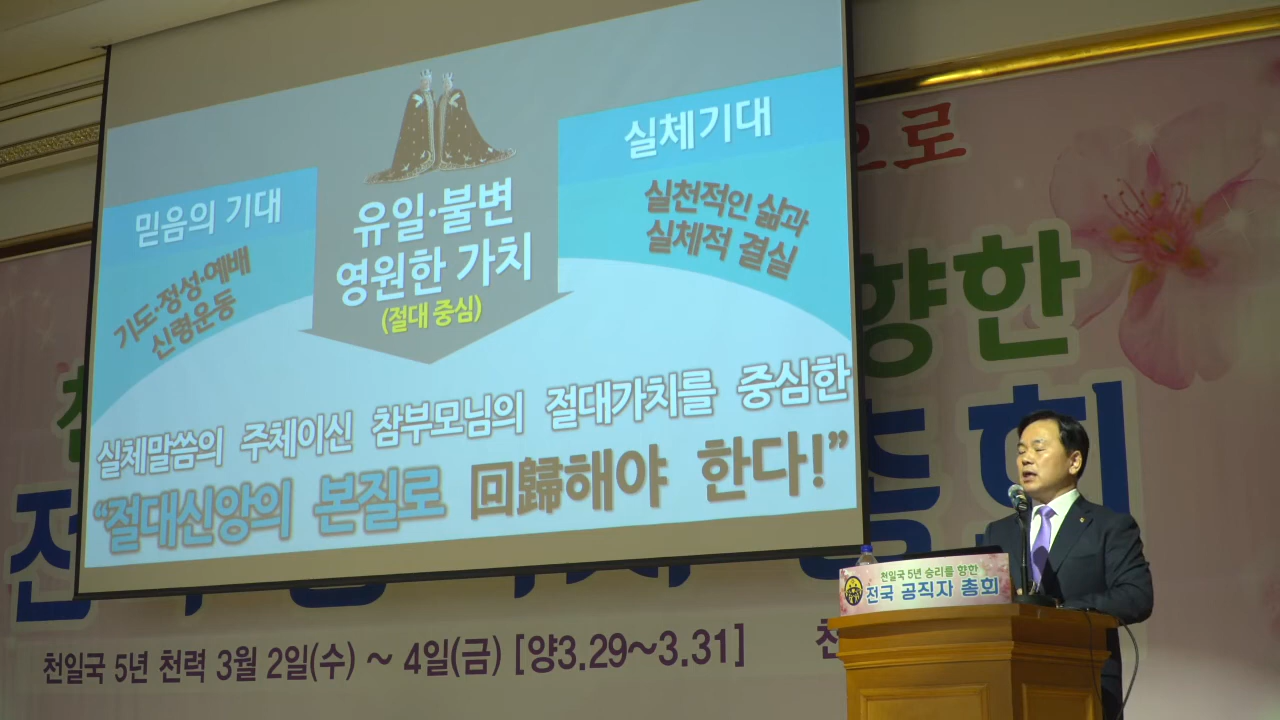 믿음의 기대
기도·정성·예배
신령운동
유일·불변
영원한 가치
(절대 중심)
실체기대
실천적인 삶과
실체적 결실
실체말씀의 주체이신 참부모님의 절대가치를 중심한
“절대신앙의 본질로 回歸해야 한다!”
으로
향한
총회
천일국 5년 천력 3월 2일(수) ~ 4일(금) [양3.29~3.31]
천일국 5년 승리를 향한
전국 공직자 총회